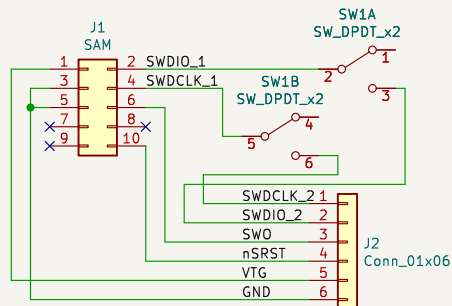 SW1A
SW_DPDT_x2
J1
SAM
1
2
SWDIO_1
2
1
3
4
SWDCLK_1
3
SW1B
SW_DPDT_x2
5
6
4
7
8
5
9
10
6
SWDCLK_2 1
SWDIO_2 2
SWO 3
nSRST 4
VTG 5
GND 6
J2
Conn_01x06